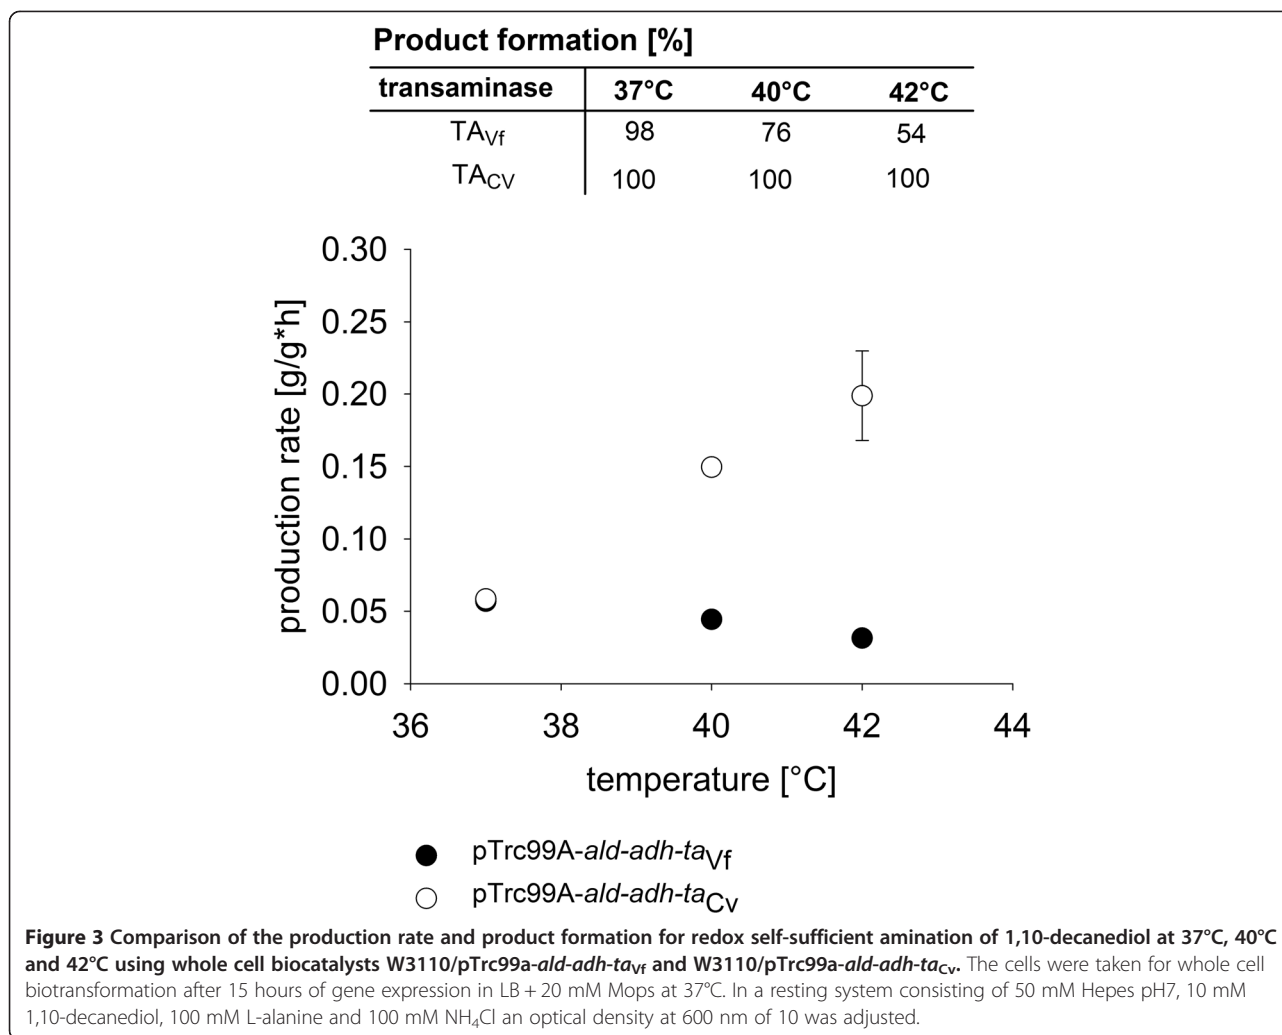 Product formation [%]
transaminase 37°C 40°C 42°C
TAVf 98 76 54
TACV 100 100 100
0.30
0.25
0.20
0.15
0.10
0.05
0.00
production rate [g/g*h]
36 38 40 42 44
temperature [°C]
pTrc99A-ald-adh-taVf
pTrc99A-ald-adh-taCv
Figure 3 Comparison of the production rate and product formation for redox self-sufficient amination of 1,10-decanediol at 37°C, 40°C
and 42°C using whole cell biocatalysts W3110/pTrc99a-ald-adh-taVf and W3110/pTrc99a-ald-adh-taCv. The cells were taken for whole cell
biotransformation after 15 hours of gene expression in LB + 20 mM Mops at 37°C. In a resting system consisting of 50 mM Hepes pH7, 10 mM
1,10-decanediol, 100 mM L-alanine and 100 mM NH4Cl an optical density at 600 nm of 10 was adjusted.